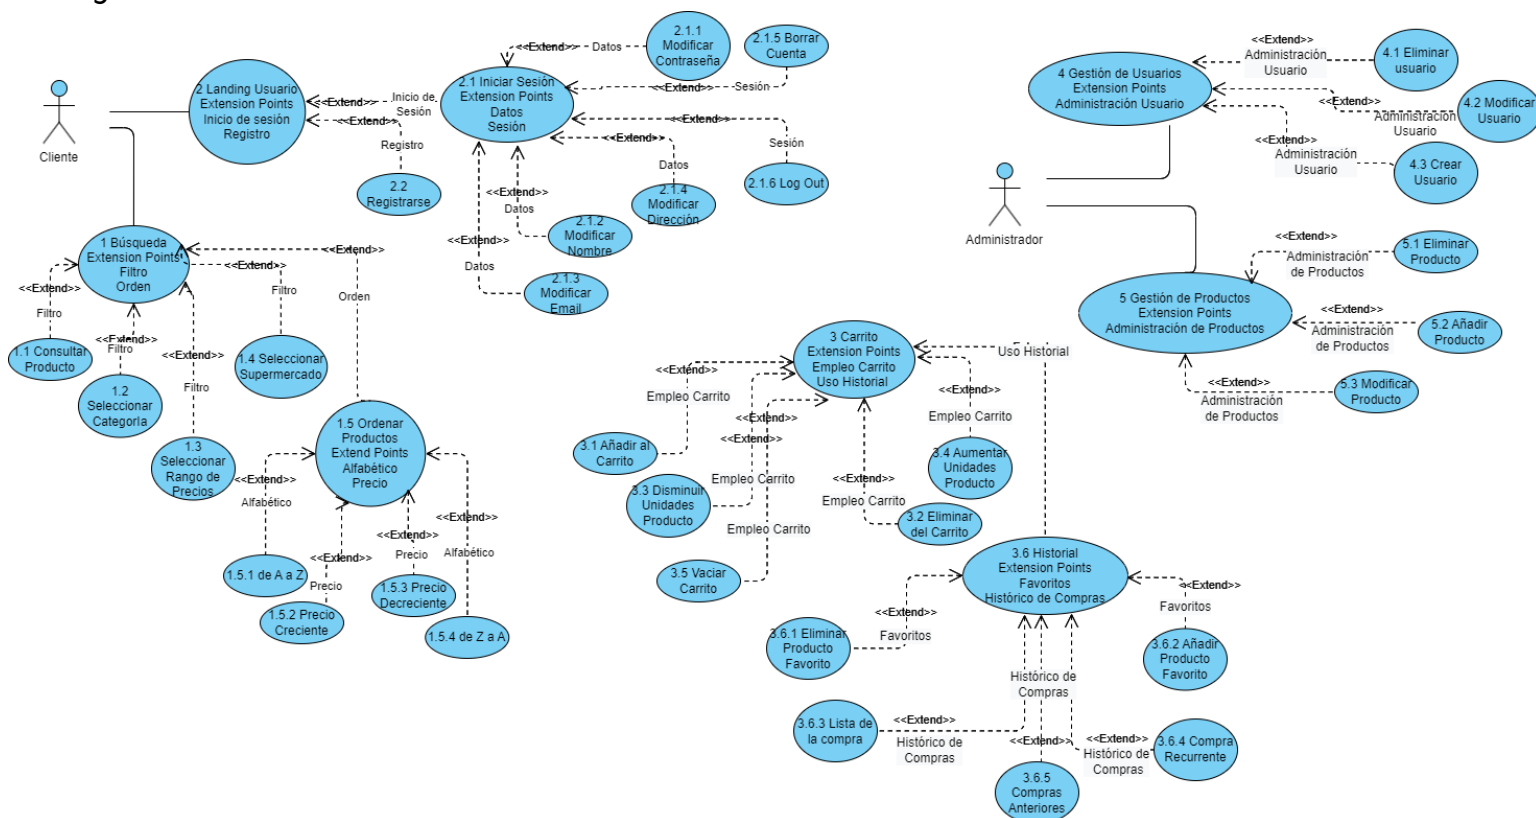 Cliente
2 Landing Usuario
Extension Points
Inicio de sesión
Registro
<<Extend>>
Inicio de
Sesión
<<Extend>>
Registro
2.2
Registrarse
2.1 Iniciar Sesión
Extension Points
Datos
Sesión
<<Extend>>
Datos
2.1.1
Modificar
Contraseña
2.1.5 Borrar
Cuenta
<<Extend>>
Sesión
<<Extend>>
Sesión
2.1.6 Log Out
<<Extend>>
Datos
2.1.4
Modificar
Dirección
<<Extend>>
Datos
2.1.2
Modificar
Nombre
<<Extend>>
Datos
2.1.3
Modificar
Email
1 Búsqueda
Extension Points
Filtro
Orden
<<Extend>>
Filtro
1.1 Consultar
Producto
<<Extend>>
Filtro
1.2
Seleccionar
Categoría
<<Extend>>
Filtro
1.3
Seleccionar
Rango de
Precios
<<Extend>>
Filtro
1.4 Seleccionar
Supermercado
<<Extend>>
Orden
1.5 Ordenar
Productos
Extend Points
Alfabético
Precio
<<Extend>>
Alfabético
1.5.1 de A a Z
<<Extend>>
Precio
1.5.2 Precio
Creciente
<<Extend>>
Precio
1.5.3 Precio
Decreciente
<<Extend>>
Alfabético
1.5.4 de Z a A
3 Carrito
Extension Points
Empleo Carrito
Uso Historial
<<Extend>>
Empleo Carrito
3.1 Añadir al
Carrito
<<Extend>>
Empleo Carrito
3.3 Disminuir
Unidades
Producto
<<Extend>>
Empleo Carrito
3.5 Vaciar
Carrito
<<Extend>>
Empleo Carrito
3.2 Eliminar
del Carrito
<<Extend>>
Empleo Carrito
3.4 Aumentar
Unidades
Producto
Uso Historial
3.6 Historial
Extension Points
Favoritos
Histórico de Compras
<<Extend>>
Favoritos
3.6.1 Eliminar
Producto
Favorito
<<Extend>>
Favoritos
3.6.2 Añadir
Producto
Favorito
Histórico de
Compras
3.6.3 Lista de
la compra
<<Extend>>
Histórico de
Compras
<<Extend>>
3.6.5
Compras
Anteriores
<<Extend>>
Histórico de
Compras
3.6.4 Compra
Recurrente
Administrador
4 Gestión de Usuarios
Extension Points
Administración Usuario
<<Extend>>
Administración
Usuario
4.1 Eliminar
usuario
<<Extend>>
Administración
Usuario
4.2 Modificar
Usuario
<<Extend>>
Administración
Usuario
4.3 Crear
Usuario
5 Gestión de Productos
Extension Points
Administración de Productos
<<Extend>>
Administración
de Productos
5.1 Eliminar
Producto
<<Extend>>
Administración
de Productos
5.2 Añadir
Producto
<<Extend>>
Administración
de Productos
5.3 Modificar
Producto